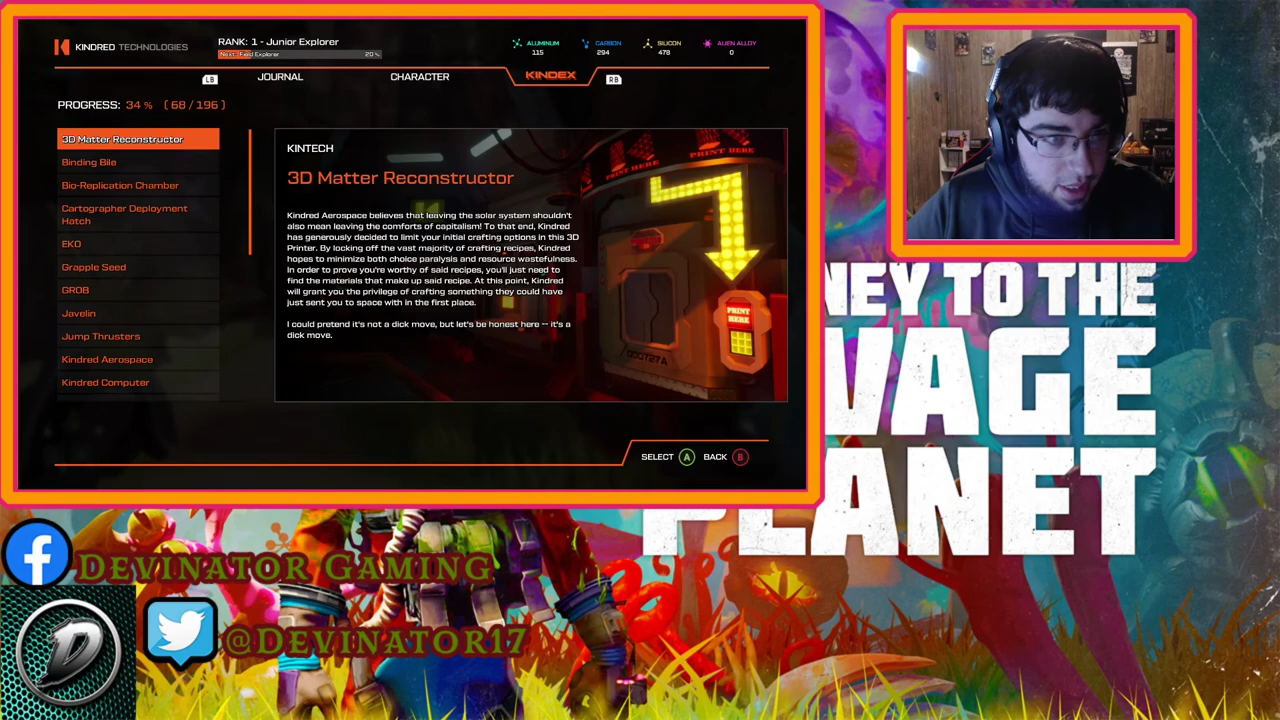 KINDRED TECHNOLOGIES
RANK: 1 - Junior Explorer
Next: Field Explorer 20 %
ALUMINUM
115
CARBON
294
SILICON
478
ALIEN ALLOY
0
LB
JOURNAL
CHARACTER
KINDEX
RB
PROGRESS: 34 % ( 68 / 196 )
3D Matter Reconstructor
Binding Bile
Bio-Replication Chamber
Cartographer Deployment
Hatch
EKO
Grapple Seed
GROB
Javelin
Jump Thrusters
Kindred Aerospace
Kindred Computer
KINTECH
3D Matter Reconstructor
Kindred Aerospace believes that leaving the solar system shouldn't
also mean leaving the comforts of capitalism! To that end, Kindred
has generously decided to limit your initial crafting options in this 3D
Printer. By locking off the vast majority of crafting recipes, Kindred
hopes to minimize both choice paralysis and resource wastefulness.
In order to prove you're worthy of said recipes, you'll just need to
find the materials that make up said recipe. At this point, Kindred
will grant you the privilege of crafting something they could have
just sent you to space with in the first place.
I could pretend it's not a dick move, but let's be honest here -- it's a
dick move.
PRINT HERE
PRINT HERE
PRINT
HERE
000727A
SELECT A BACK B
NEY TO THE
VAGE
PLANET
f Devinator Gaming
D
@Devinator17